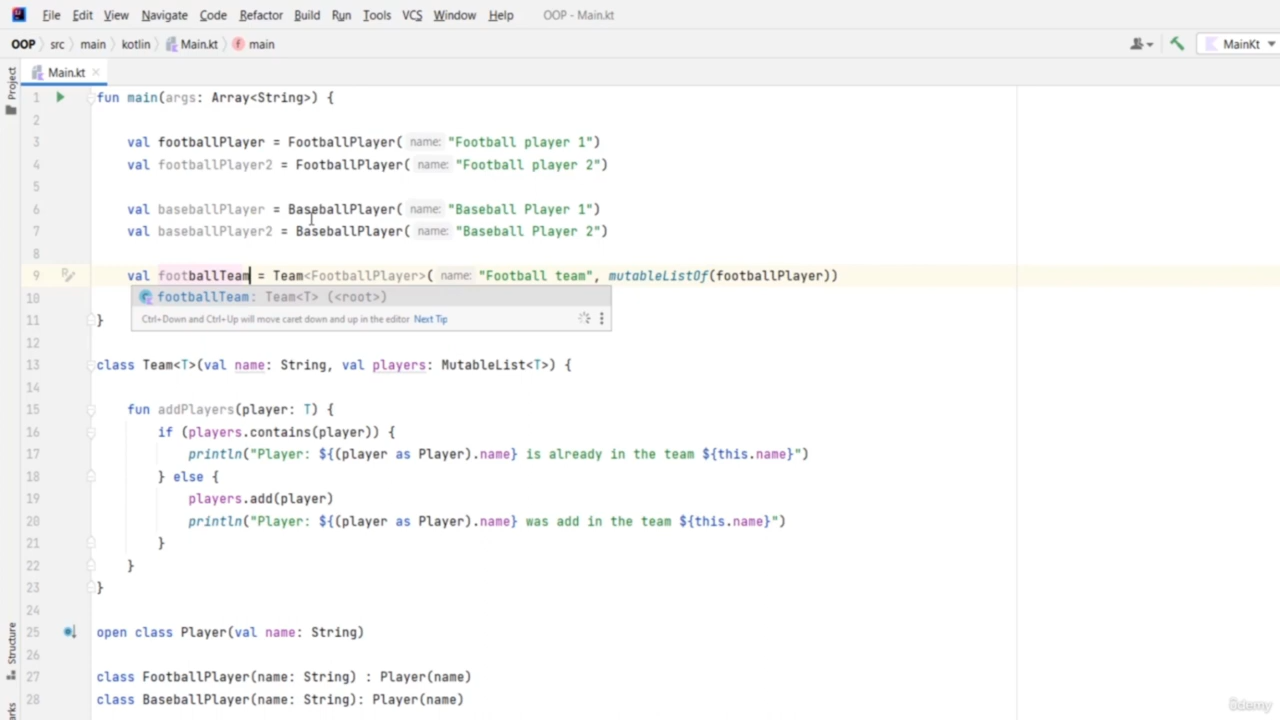 File Edit View Navigate Code Refactor Build Run Tools VCS Window Help OOP - Main.kt
OOP src main kotlin Main.kt main MainKt
Project
Main.kt
1 fun main(args: Array<String>) {
2
3 val footballPlayer = FootballPlayer( name: "Football player 1")
4 val footballPlayer2 = FootballPlayer( name: "Football player 2")
5
6 val baseballPlayer = BaseballPlayer( name: "Baseball Player 1")
7 val baseballPlayer2 = BaseballPlayer( name: "Baseball Player 2")
8
9 val footballTeam = Team<FootballPlayer>( name: "Football team", mutableListOf(footballPlayer))
10 footballTeam: Team<T> (<root>)
Ctrl+Down and Ctrl+Up will move caret down and up in the editor Next Tip
11 }
12
13 class Team<T>(val name: String, val players: MutableList<T>) {
14
15 fun addPlayers(player: T) {
16 if (players.contains(player)) {
17 println("Player: ${(player as Player).name} is already in the team ${this.name}")
18 } else {
19 players.add(player)
20 println("Player: ${(player as Player).name} was add in the team ${this.name}")
21 }
22 }
23 }
24
25 open class Player(val name: String)
26
27 class FootballPlayer(name: String) : Player(name)
28 class BaseballPlayer(name: String): Player(name)
Structure
udemy